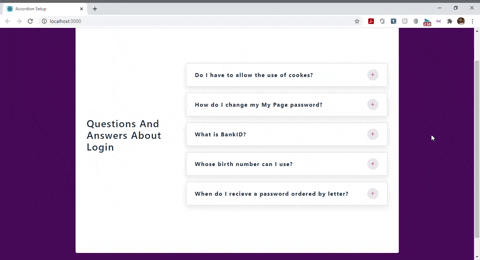 Accordion Setup
localhost:3000
Do I have to allow the use of cookes?
How do I change my My Page password?
Questions And
Answers About
Login
What is BankID?
Whose birth number can I use?
When do I recieve a password ordered by letter?